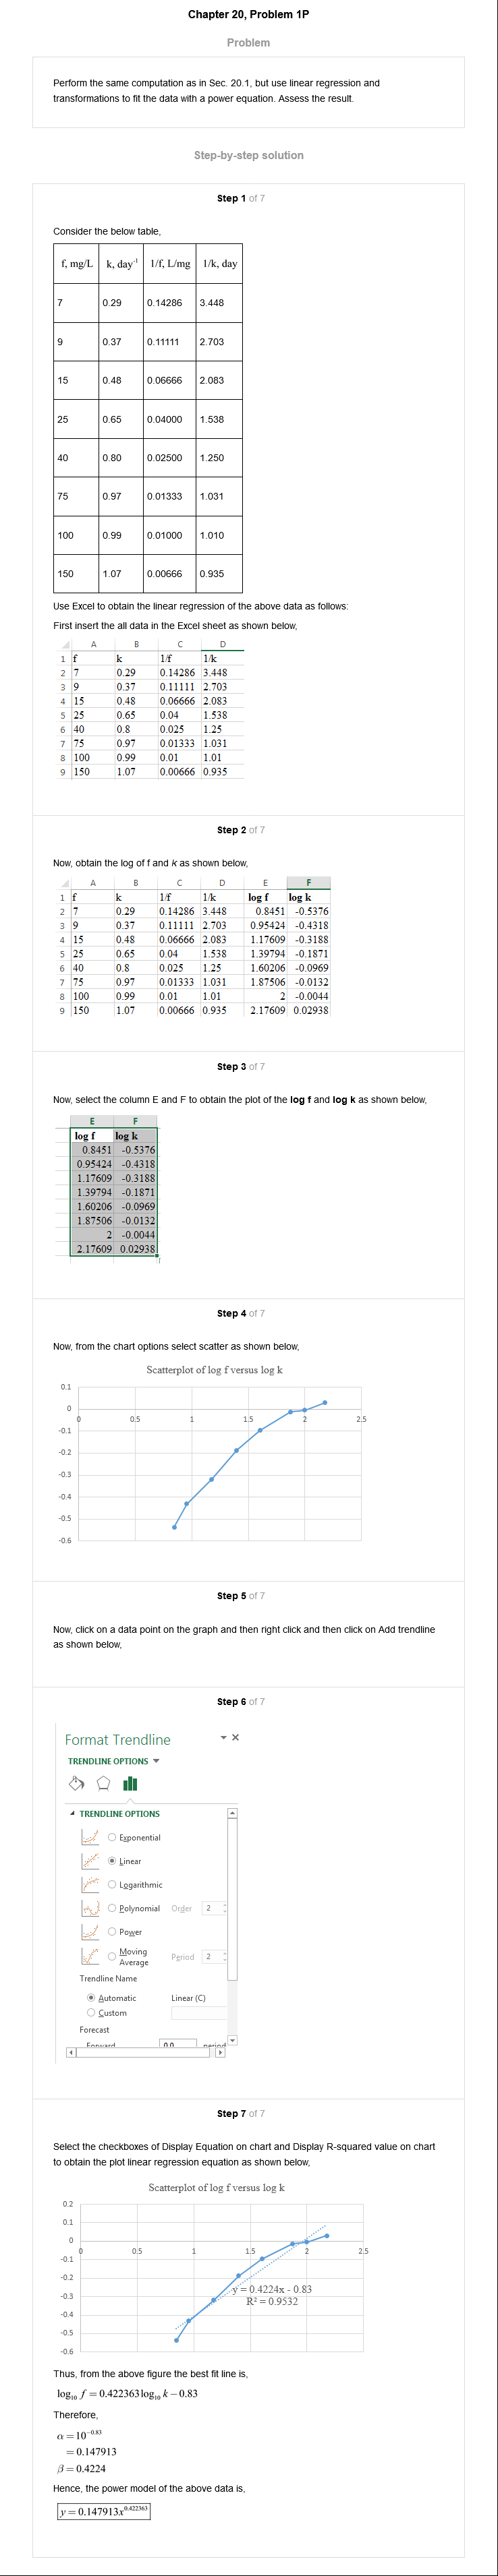 Chapter 20, Problem 1P
Problem
Perform the same computation as in Sec. 20.1, but use linear regression and
transformations to fit the data with a power equation. Assess the result.
Step-by-step solution
Step 1 of 7
Consider the below table,
f, mg/L k, day⁻¹ 1/f, L/mg 1/k, day
7 0.29 0.14286 3.448
9 0.37 0.11111 2.703
15 0.48 0.06666 2.083
25 0.65 0.04000 1.538
40 0.80 0.02500 1.250
75 0.97 0.01333 1.031
100 0.99 0.01000 1.010
150 1.07 0.00666 0.935
Use Excel to obtain the linear regression of the above data as follows:
First insert the all data in the Excel sheet as shown below,
A B C D
1 f k 1/f 1/k
2 7 0.29 0.14286 3.448
3 9 0.37 0.11111 2.703
4 15 0.48 0.06666 2.083
5 25 0.65 0.04 1.538
6 40 0.8 0.025 1.25
7 75 0.97 0.01333 1.031
8 100 0.99 0.01 1.01
9 150 1.07 0.00666 0.935
Step 2 of 7
Now, obtain the log of f and k as shown below,
A B C D E F
1 f k 1/f 1/k log f log k
2 7 0.29 0.14286 3.448 0.8451 -0.5376
3 9 0.37 0.11111 2.703 0.95424 -0.4318
4 15 0.48 0.06666 2.083 1.17609 -0.3188
5 25 0.65 0.04 1.538 1.39794 -0.1871
6 40 0.8 0.025 1.25 1.60206 -0.0969
7 75 0.97 0.01333 1.031 1.87506 -0.0132
8 100 0.99 0.01 1.01 2 -0.0044
9 150 1.07 0.00666 0.935 2.17609 0.02938
Step 3 of 7
Now, select the column E and F to obtain the plot of the log f and log k as shown below,
E F
log f log k
0.8451 -0.5376
0.95424 -0.4318
1.17609 -0.3188
1.39794 -0.1871
1.60206 -0.0969
1.87506 -0.0132
2 -0.0044
2.17609 0.02938
Step 4 of 7
Now, from the chart options select scatter as shown below,
Scatterplot of log f versus log k
0.1
0
0 0.5 1 1.5 2 2.5
-0.1
-0.2
-0.3
-0.4
-0.5
-0.6
Step 5 of 7
Now, click on a data point on the graph and then right click and then click on Add trendline
as shown below,
Step 6 of 7
Format Trendline
TRENDLINE OPTIONS
TRENDLINE OPTIONS
Exponential
Linear
Logarithmic
Polynomial Order 2
Power
Moving
Average Period 2
Trendline Name
Automatic Linear (C)
Custom
Forecast
Forward 0.0 period
Step 7 of 7
Select the checkboxes of Display Equation on chart and Display R-squared value on chart
to obtain the plot linear regression equation as shown below,
Scatterplot of log f versus log k
0.2
0.1
0
0 0.5 1 1.5 2 2.5
-0.1
-0.2
-0.3
y = 0.4224x - 0.83
R² = 0.9532
-0.4
-0.5
-0.6
Thus, from the above figure the best fit line is,
log₁₀ f = 0.422363 log₁₀ k − 0.83
Therefore,
α = 10^−0.83
= 0.147913
β = 0.4224
Hence, the power model of the above data is,
y = 0.147913x^0.422363